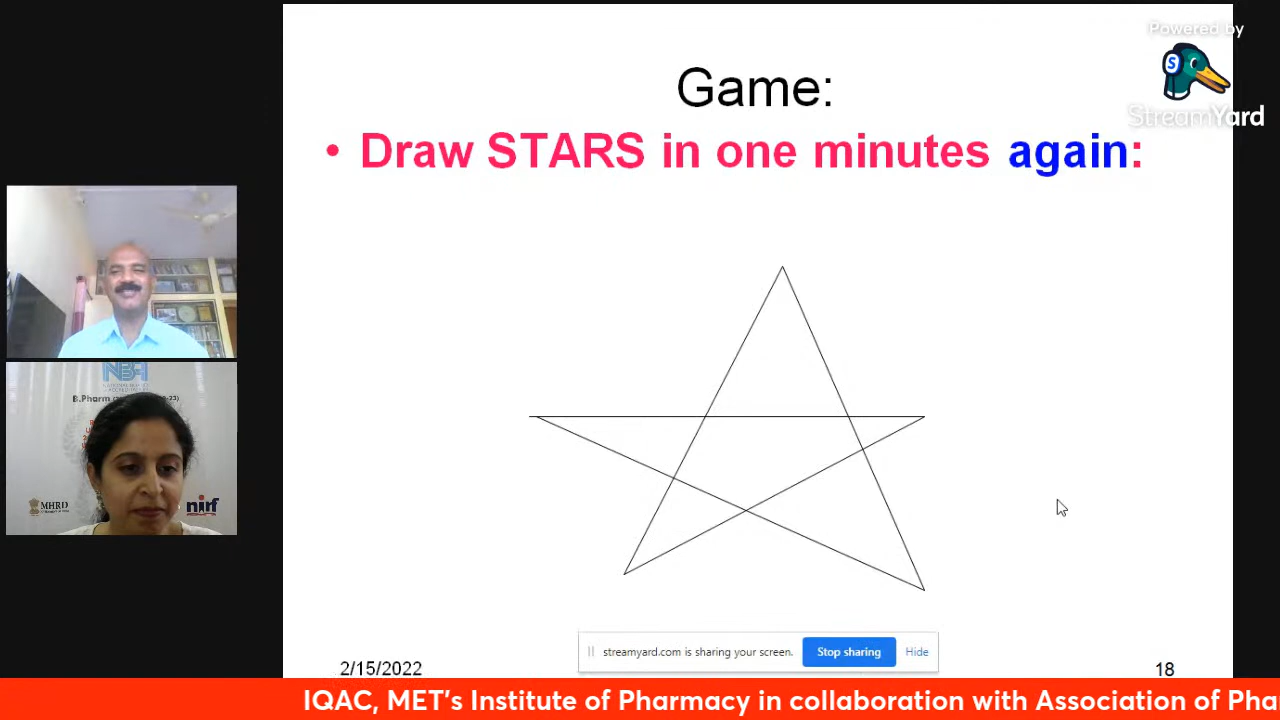 Powered by
StreamYard
Game:
• Draw STARS in one minutes again:
NBA
B.Pharm
MHRD
nirf
streamyard.com is sharing your screen.
Stop sharing
Hide
2/15/2022
18
IQAC, MET's Institute of Pharmacy in collaboration with Association of Pha